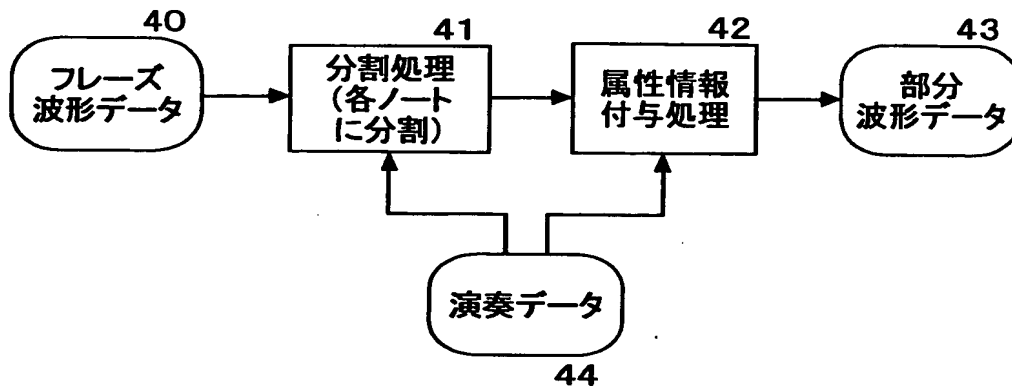 40
フレーズ
波形データ
41
分割処理
(各ノート
に分割)
42
属性情報
付与処理
43
部分
波形データ
演奏データ
44